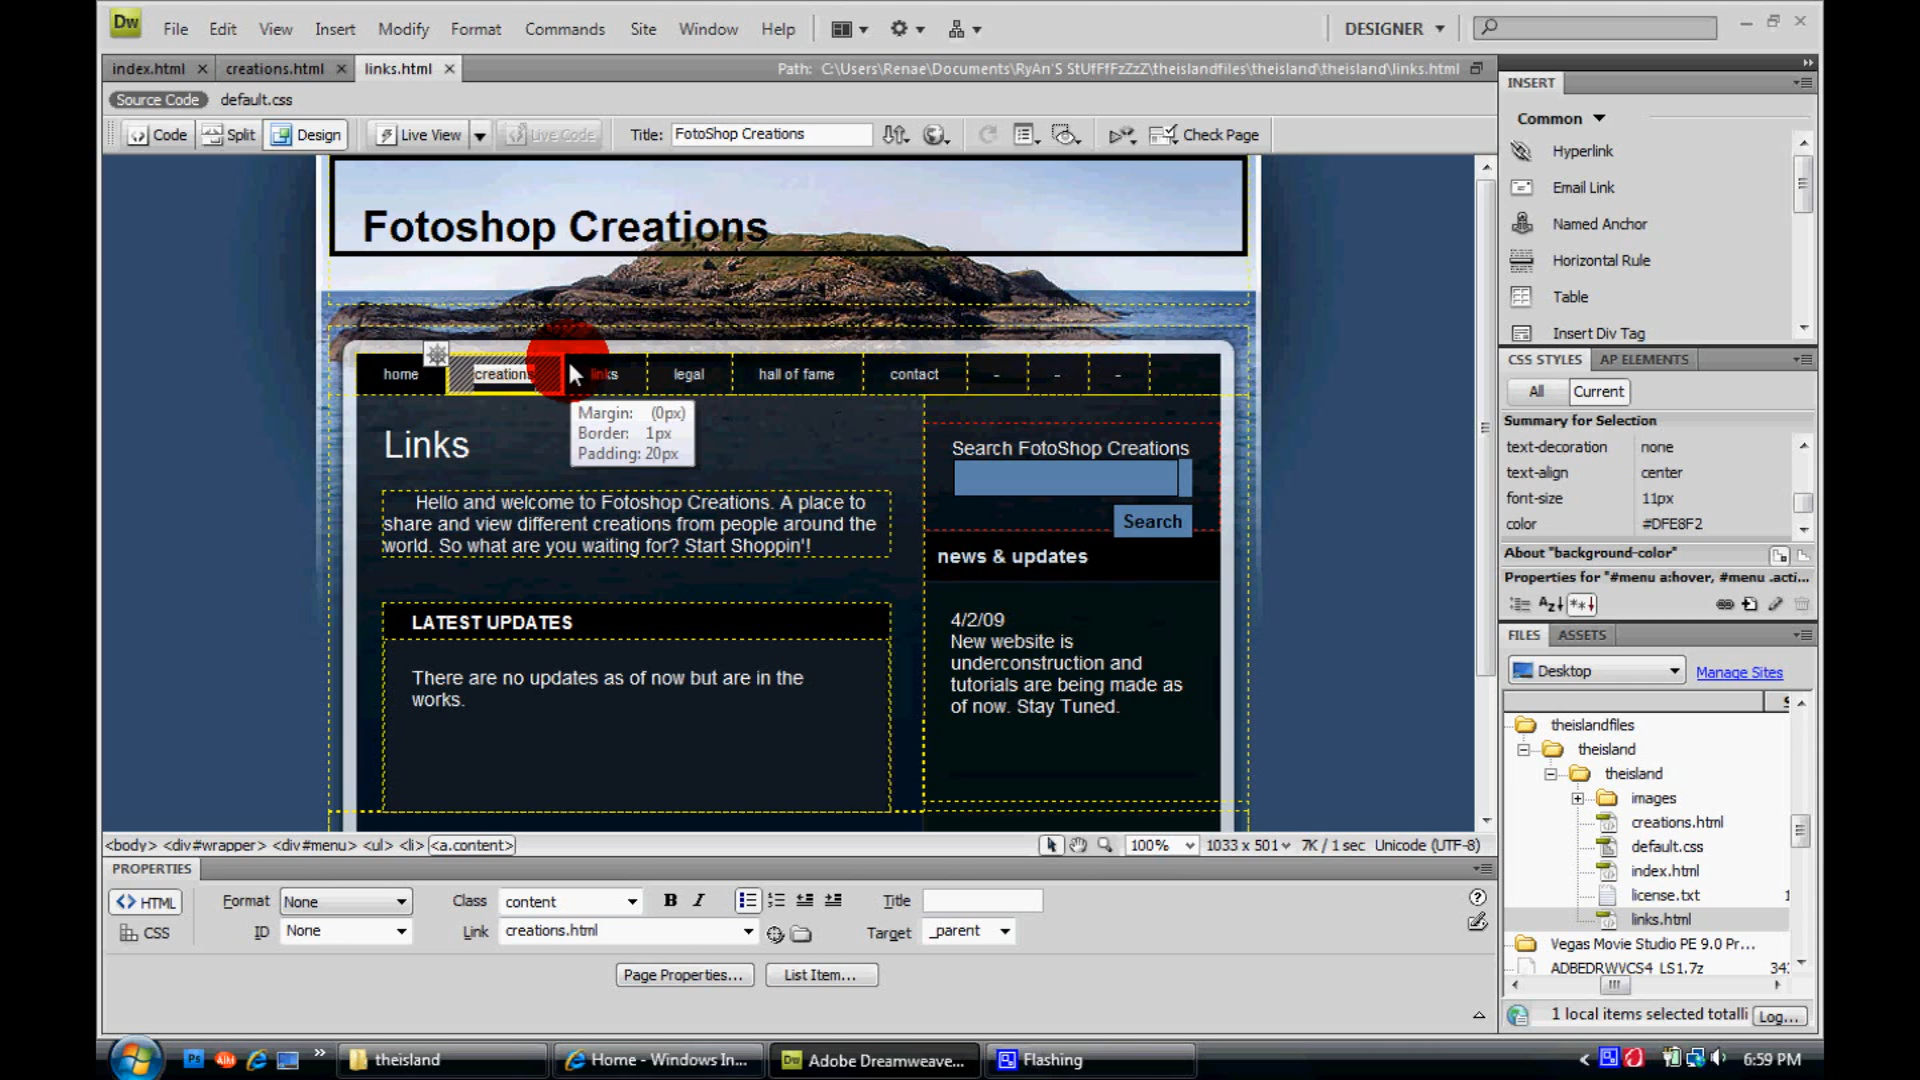 Dw File Edit View Insert Modify Format Commands Site Window Help DESIGNER
index.html creations.html links.html Path: C:\Users\Renae\Documents\RyAn'S StUfFfFzZzZ\theislandfiles\theisland\theisland\links.html
Source Code default.css
Code Split Design Live View Live Code Title: FotoShop Creations Check Page
Fotoshop Creations
home creations links legal hall of fame contact - - -
Margin: (0px)
Border: 1px
Padding: 20px
Links
Hello and welcome to Fotoshop Creations. A place to
share and view different creations from people around the
world. So what are you waiting for? Start Shoppin'!
LATEST UPDATES
There are no updates as of now but are in the
works.
Search FotoShop Creations
Search
news & updates
4/2/09
New website is
underconstruction and
tutorials are being made as
of now. Stay Tuned.
<body> <div#wrapper> <div#menu> <ul> <li> <a.content> 100% 1033 x 501 7K / 1 sec Unicode (UTF-8)
PROPERTIES
HTML Format None Class content B I Title
CSS ID None Link creations.html Target _parent
Page Properties... List Item...
INSERT
Common
Hyperlink
Email Link
Named Anchor
Horizontal Rule
Table
Insert Div Tag
CSS STYLES AP ELEMENTS
All Current
Summary for Selection
text-decoration none
text-align center
font-size 11px
color #DFE8F2
About "background-color"
Properties for "#menu a:hover, #menu .acti...
FILES ASSETS
Desktop Manage Sites
theislandfiles
theisland
theisland
images
creations.html
default.css
index.html
license.txt
links.html
Vegas Movie Studio PE 9.0 Pr...
ADBEDRWVCS4_LS1.7z
1 local items selected totalli Log...
Ps AIM theisland Home - Windows In... Dw Adobe Dreamweave... Flashing 6:59 PM